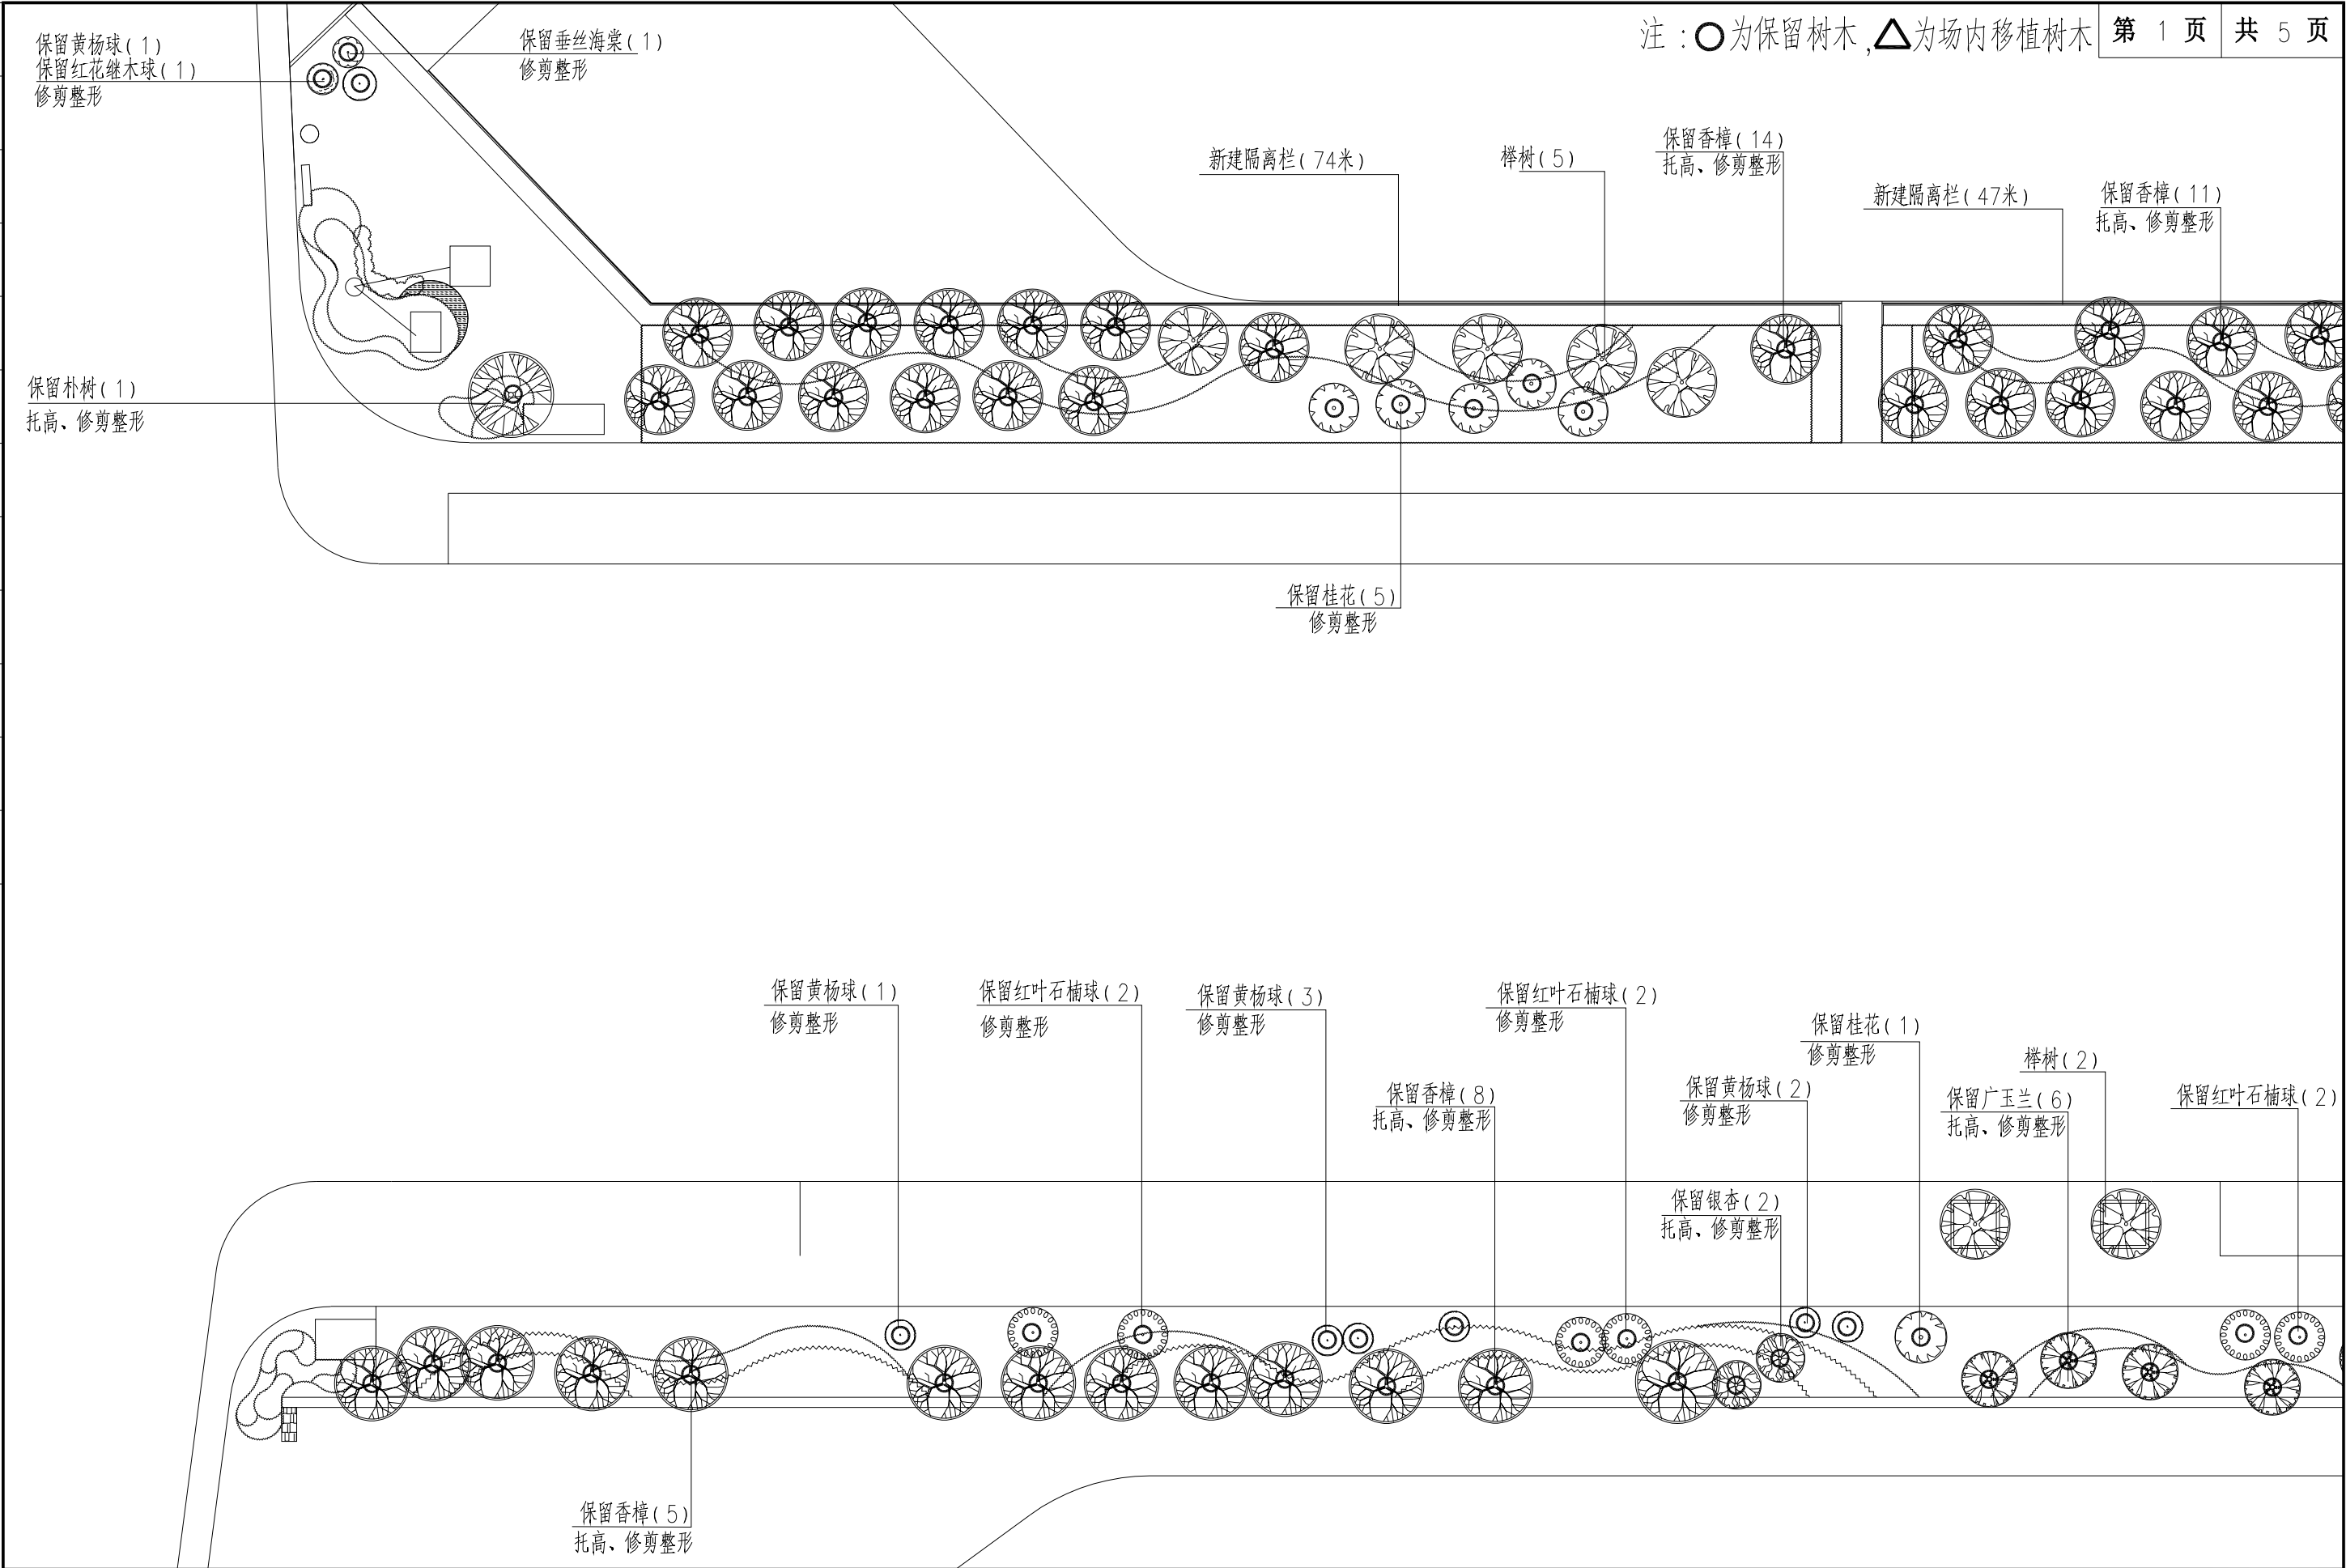 注：○为保留树木，△为场内移植树木
第 1 页 共 5 页
保留黄杨球(1)
保留红花继木球(1)
修剪整形
保留垂丝海棠(1)
修剪整形
新建隔离栏(74米)
榉树(5)
保留香樟(14)
托高、修剪整形
新建隔离栏(47米)
保留香樟(11)
托高、修剪整形
保留朴树(1)
托高、修剪整形
保留桂花(5)
修剪整形
保留黄杨球(1)
修剪整形
保留红叶石楠球(2)
修剪整形
保留黄杨球(3)
修剪整形
保留红叶石楠球(2)
修剪整形
保留香樟(8)
托高、修剪整形
保留黄杨球(2)
修剪整形
保留桂花(1)
修剪整形
保留广玉兰(6)
托高、修剪整形
榉树(2)
保留红叶石楠球(2)
保留银杏(2)
托高、修剪整形
保留香樟(5)
托高、修剪整形